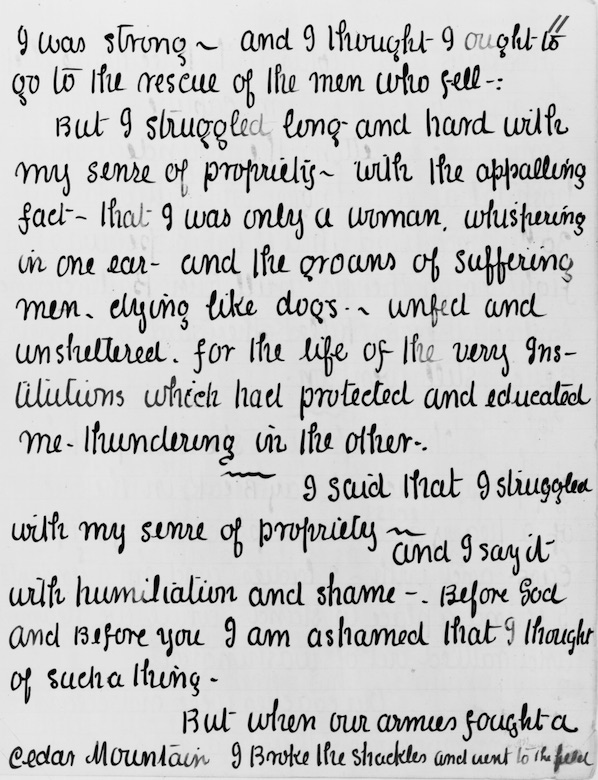 I was strong ~ and I thought I ought to
go to the rescue of the men who fell -:
But I struggled long and hard with
my sense of propriety ~ with the appalling
fact - that I was only a woman, whispering
in one ear - and the groans of suffering
men. dying like dogs. ~ unfed and
unsheltered. for the life of the very Ins-
titutions which had protected and educated
me - thundering in the other -.
~ I said that I struggled
with my sense of propriety ~
and I say it
with humiliation and shame -. Before God
and Before you I am ashamed that I thought
of such a thing -
But when our armies fought a
Cedar Mountain I Broke the shackles and went to the field